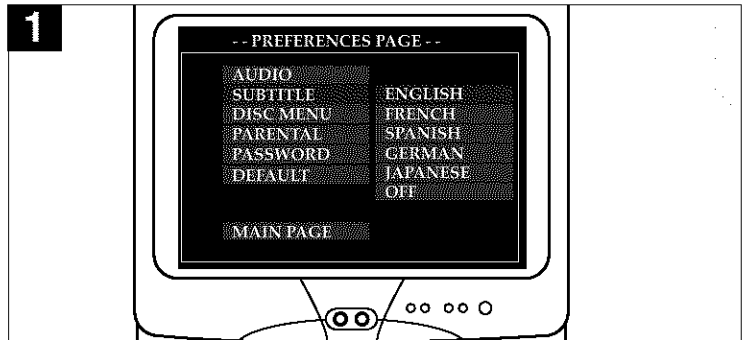 1
-- PREFERENCES PAGE --
AUDIO
SUBTITLE
DISC MENU
PARENTAL
PASSWORD
DEFAULT
MAIN PAGE
ENGLISH
FRENCH
SPANISH
GERMAN
JAPANESE
OFF